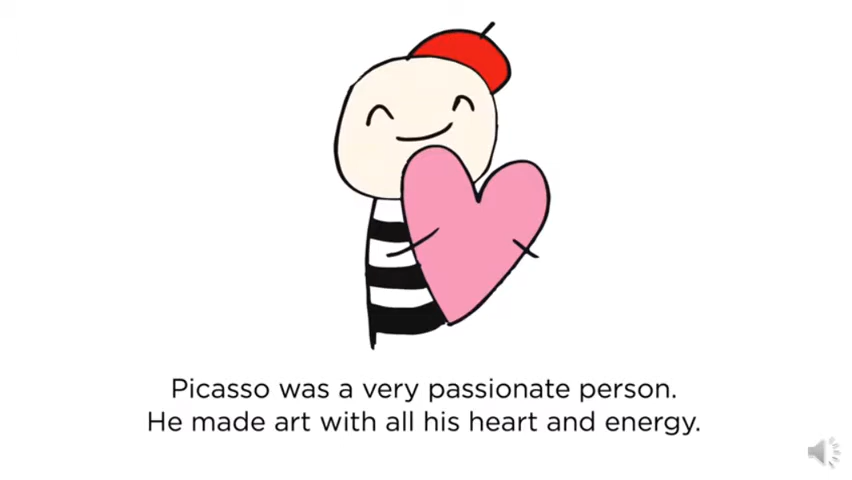 Picasso was a very passionate person.
He made art with all his heart and energy.